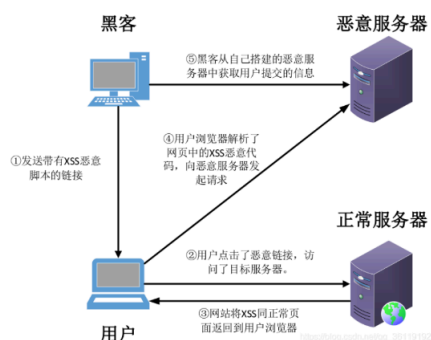 黑客
恶意服务器
⑤黑客从自己搭建的恶意服
务器中获取用户提交的信息
④用户浏览器解析了
网页中的XSS恶意代
码，向恶意服务器发
起请求
①发送带有XSS恶意
脚本的链接
正常服务器
②用户点击了恶意链接，访
问了目标服务器。
③网站将XSS同正常页
面返回到用户浏览器
用户